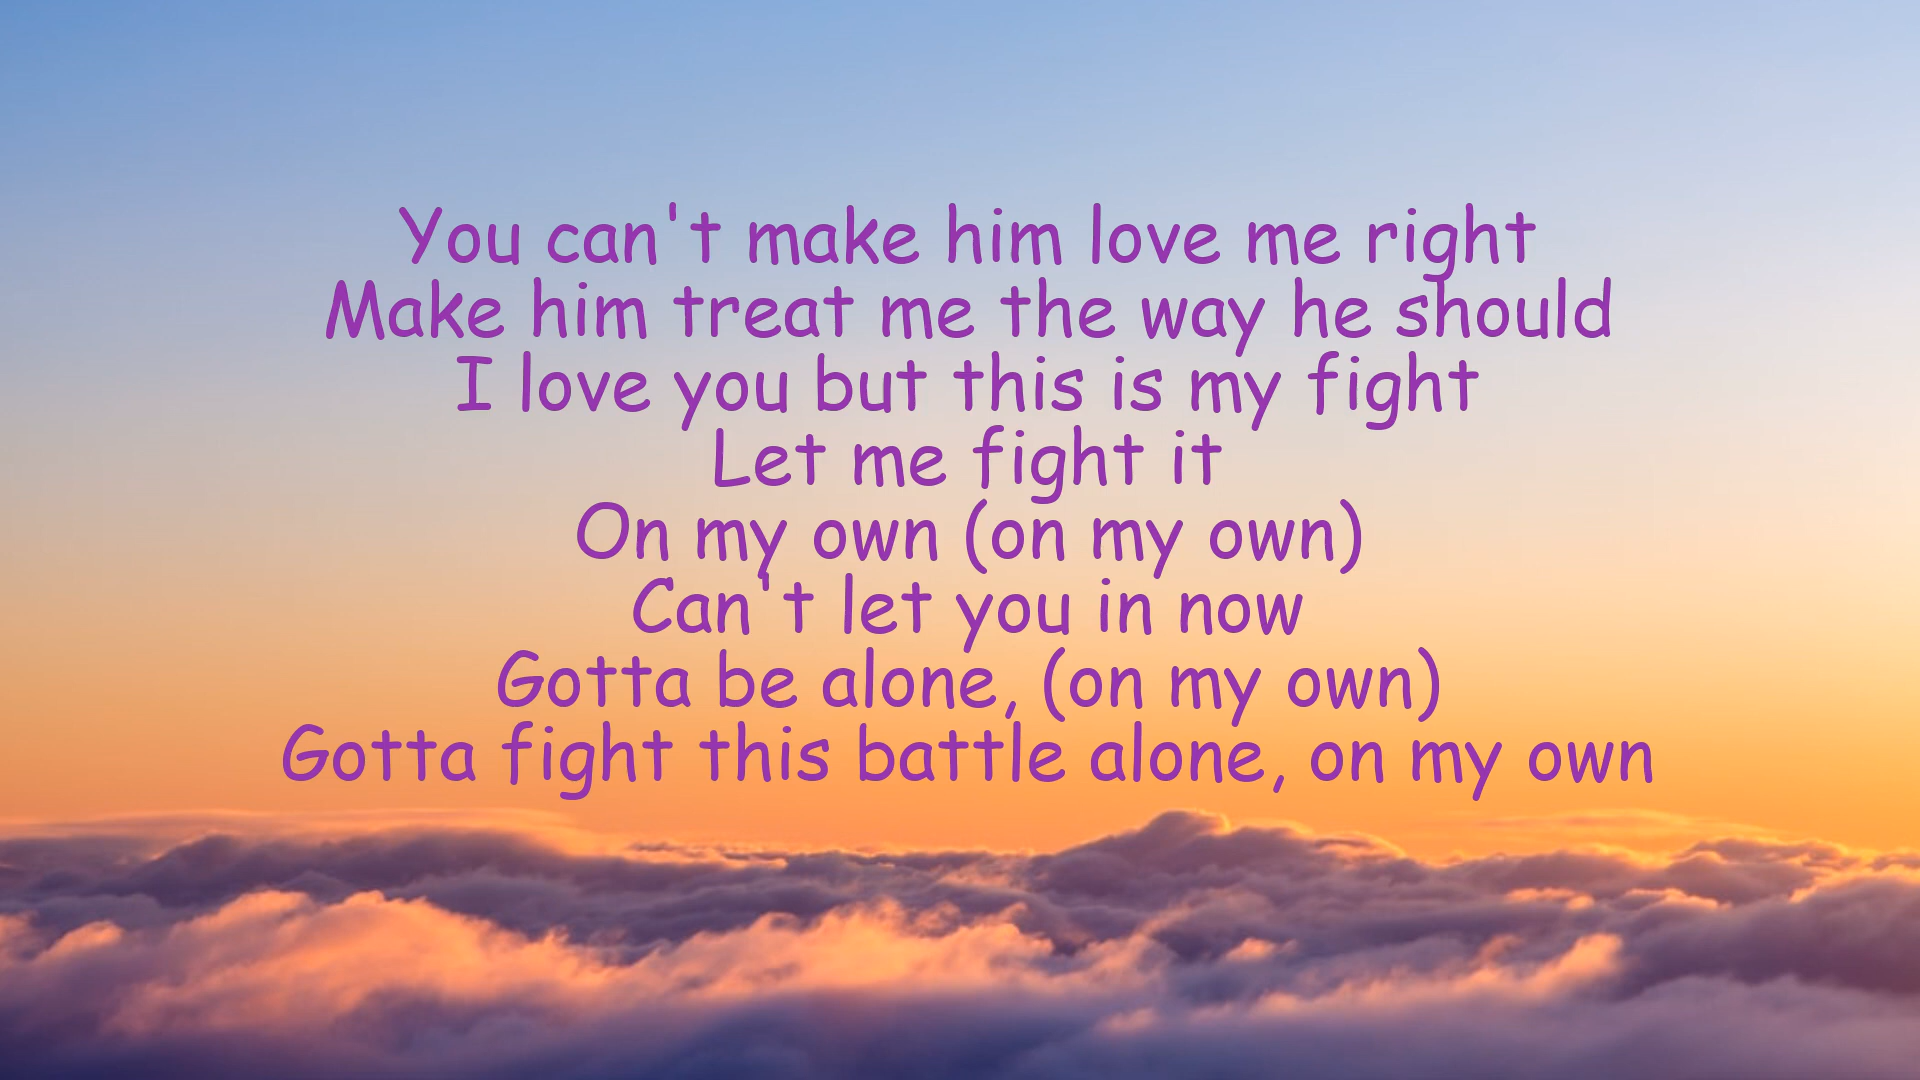 You can't make him love me right
Make him treat me the way he should
I love you but this is my fight
Let me fight it
On my own (on my own)
Can't let you in now
Gotta be alone, (on my own)
Gotta fight this battle alone, on my own